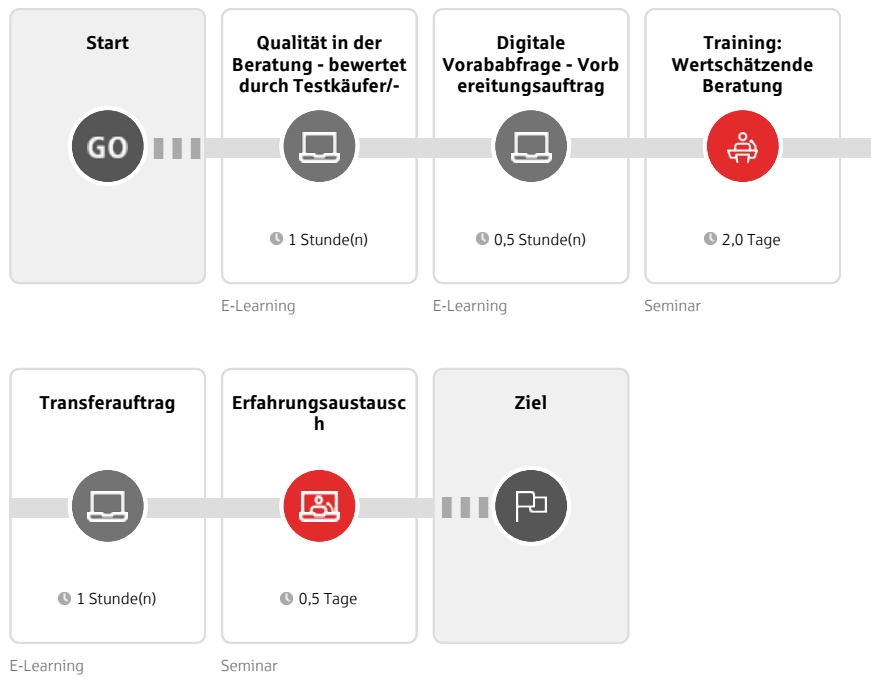 Start
Qualität in der
Beratung - bewertet
durch Testkäufer/-
Digitale
Vorababfrage - Vorb
ereitungsauftrag
Training:
Wertschätzende
Beratung
GO
1 Stunde(n)
0,5 Stunde(n)
2,0 Tage
E-Learning
E-Learning
Seminar
Transferauftrag
Erfahrungsaustausc
h
Ziel
1 Stunde(n)
0,5 Tage
E-Learning
Seminar